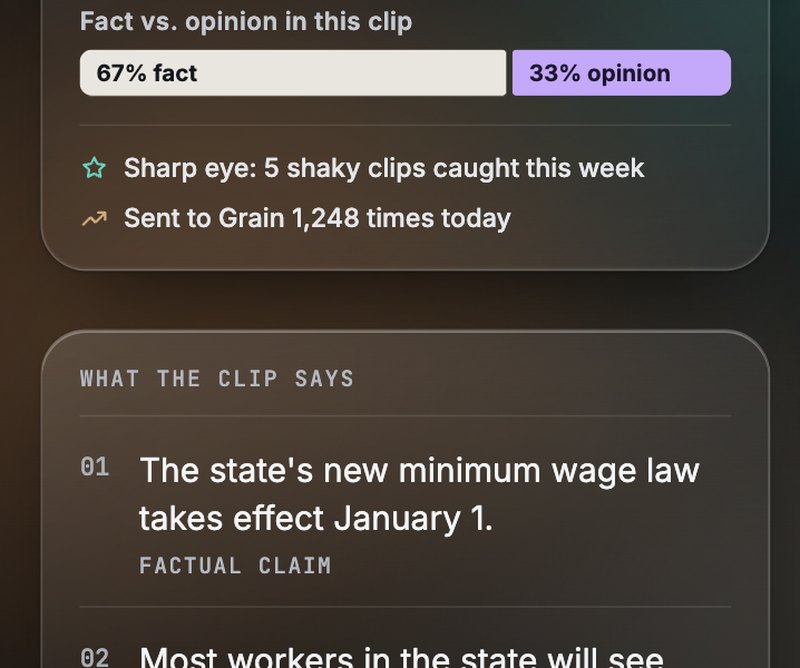 Fact vs. opinion in this clip
67% fact
33% opinion
Sharp eye: 5 shaky clips caught this week
Sent to Grain 1,248 times today
WHAT THE CLIP SAYS
01
The state's new minimum wage law
takes effect January 1.
FACTUAL CLAIM
02
Most workers in the state will see